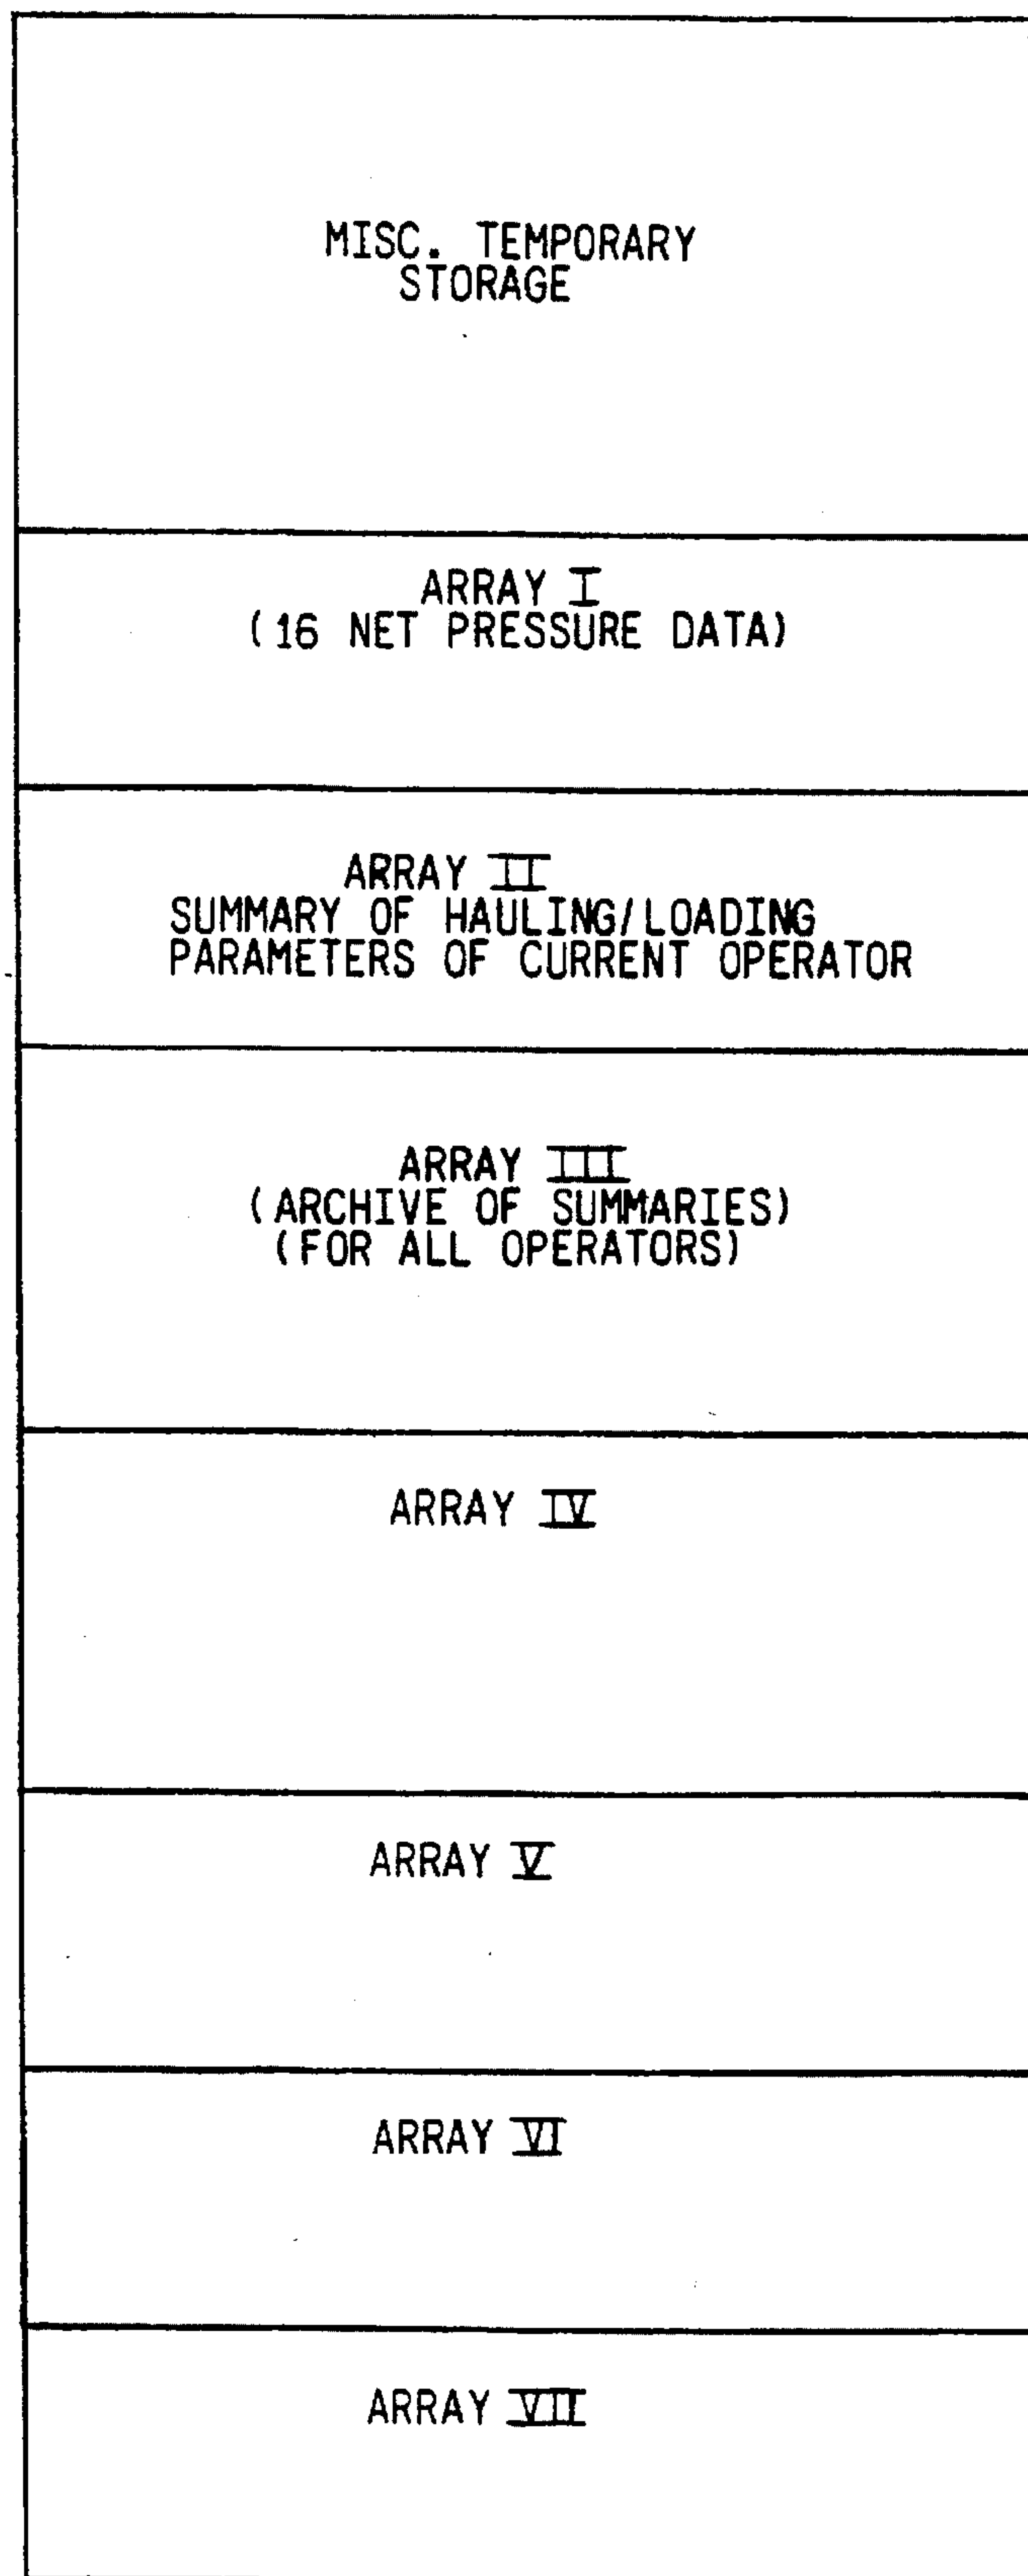 MISC. TEMPORARY
STORAGE
ARRAY I
(16 NET PRESSURE DATA)
ARRAY II
SUMMARY OF HAULING/LOADING
PARAMETERS OF CURRENT OPERATOR
ARRAY III
(ARCHIVE OF SUMMARIES)
(FOR ALL OPERATORS)
ARRAY IV
ARRAY V
ARRAY VI
ARRAY VII